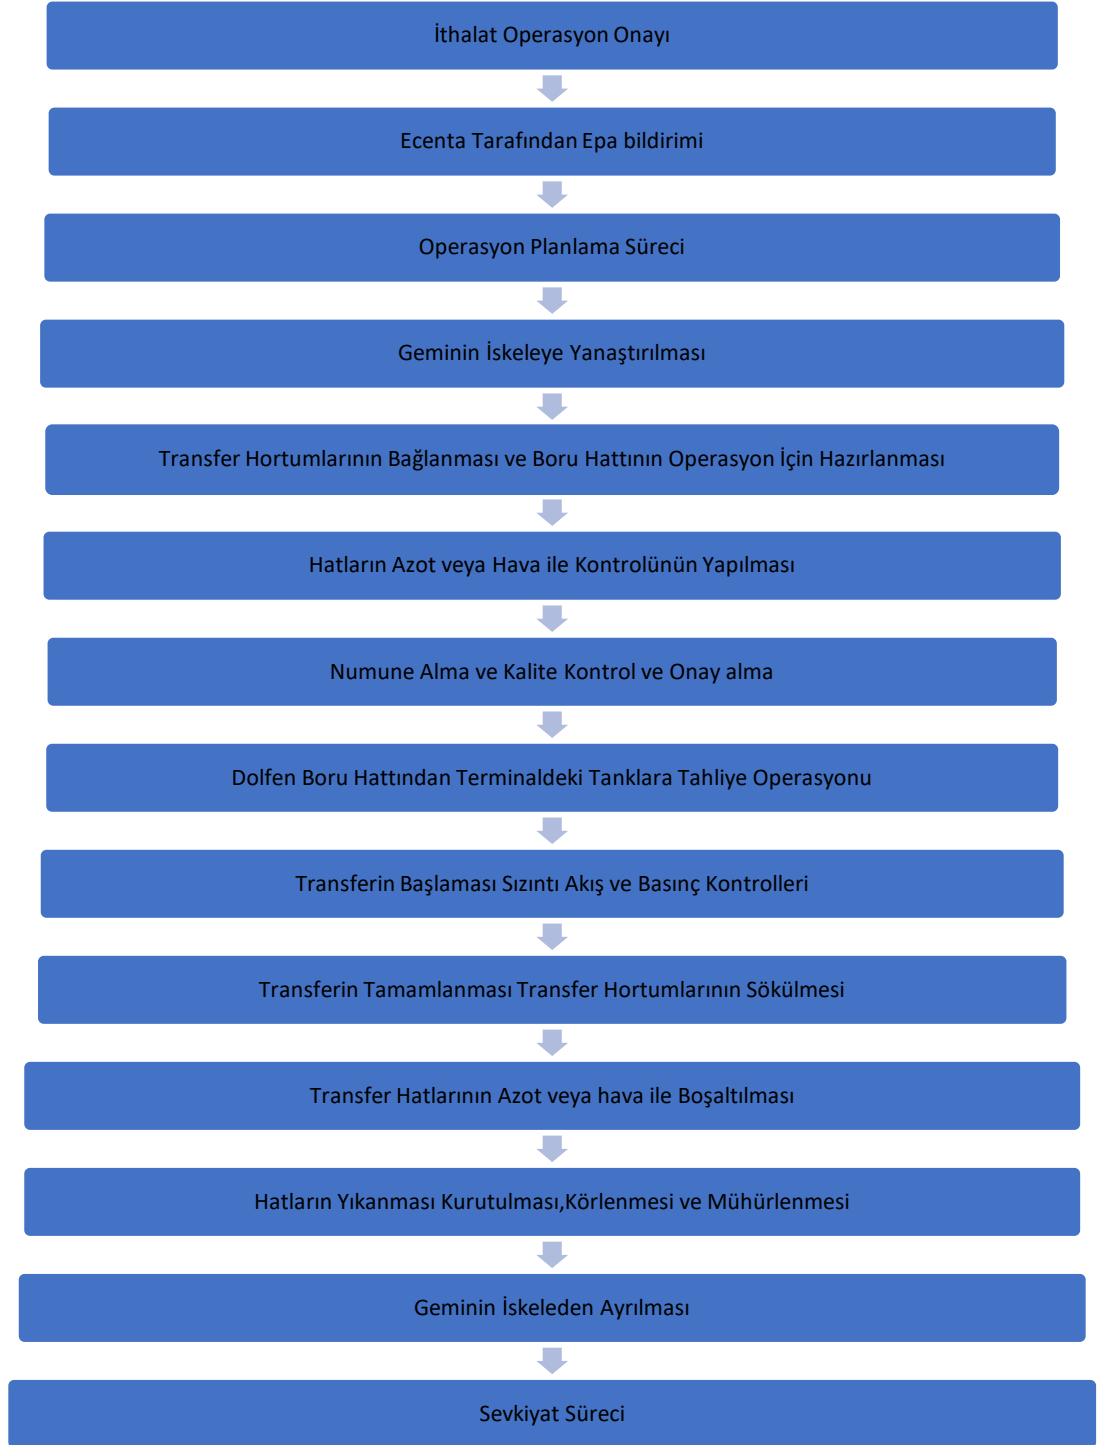 İthalat Operasyon Onayı
Ecenta Tarafından Epa bildirimi
Operasyon Planlama Süreci
Geminin İskeleye Yanaştırılması
Transfer Hortumlarının Bağlanması ve Boru Hattının Operasyon İçin Hazırlanması
Hatların Azot veya Hava ile Kontrolünün Yapılması
Numune Alma ve Kalite Kontrol ve Onay alma
Dolfen Boru Hattından Terminaldeki Tanklara Tahliye Operasyonu
Transferin Başlaması Sızıntı Akış ve Basınç Kontrolleri
Transferin Tamamlanması Transfer Hortumlarının Sökülmesi
Transfer Hatlarının Azot veya hava ile Boşaltılması
Hatların Yıkanması Kurutulması,Körlenmesi ve Mühürlenmesi
Geminin İskeleden Ayrılması
Sevkiyat Süreci